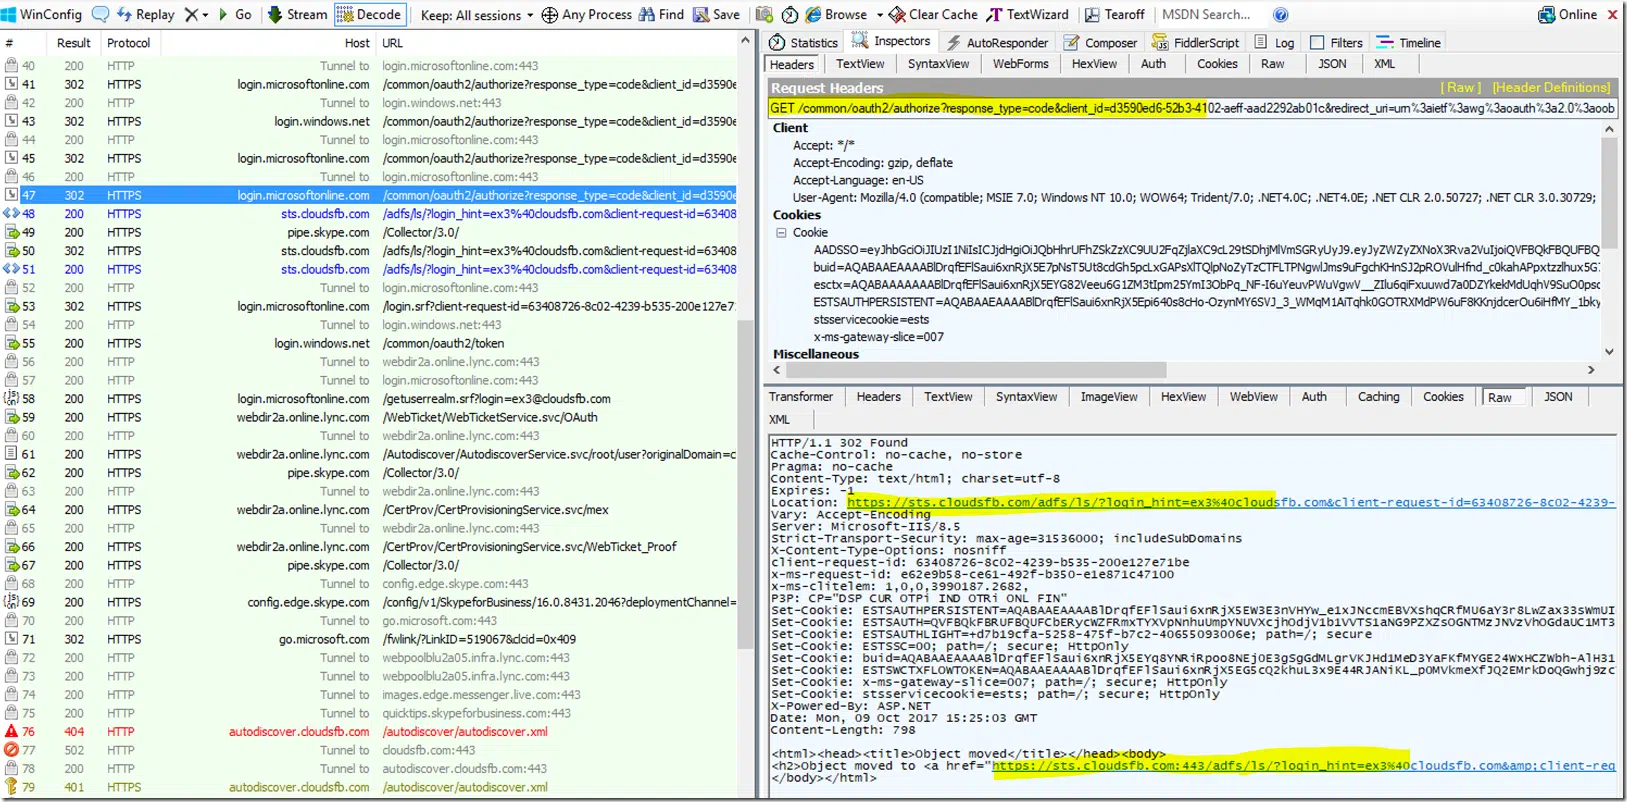 WinConfig Replay Go Stream Decode Keep: All sessions Any Process Find Save Browse Clear Cache TextWizard Tearoff MSDN Search... Online
# Result Protocol Host URL
40 200 HTTP Tunnel to login.microsoftonline.com:443
41 302 HTTPS login.microsoftonline.com /common/oauth2/authorize?response_type=code&client_id=d3590e
42 200 HTTP Tunnel to login.windows.net:443
43 302 HTTPS login.windows.net /common/oauth2/authorize?response_type=code&client_id=d3590e
44 200 HTTP Tunnel to login.microsoftonline.com:443
45 302 HTTPS login.microsoftonline.com /common/oauth2/authorize?response_type=code&client_id=d3590e
46 200 HTTP Tunnel to login.microsoftonline.com:443
47 302 HTTPS login.microsoftonline.com /common/oauth2/authorize?response_type=code&client_id=d3590e
48 200 HTTPS sts.cloudsfb.com /adfs/ls/?login_hint=ex3%40cloudsfb.com&client-request-id=63408
49 200 HTTPS pipe.skype.com /Collector/3.0/
50 302 HTTPS sts.cloudsfb.com /adfs/ls/?login_hint=ex3%40cloudsfb.com&client-request-id=63408
51 200 HTTPS sts.cloudsfb.com /adfs/ls/?login_hint=ex3%40cloudsfb.com&client-request-id=63408
52 200 HTTP Tunnel to login.microsoftonline.com:443
53 302 HTTPS login.microsoftonline.com /login.srf?client-request-id=63408726-8c02-4239-b535-200e127e7
54 200 HTTP Tunnel to login.windows.net:443
55 200 HTTPS login.windows.net /common/oauth2/token
56 200 HTTP Tunnel to webdir2a.online.lync.com:443
57 200 HTTP Tunnel to login.microsoftonline.com:443
58 200 HTTPS login.microsoftonline.com /getuserrealm.srf?login=ex3@cloudsfb.com
59 200 HTTPS webdir2a.online.lync.com /WebTicket/WebTicketService.svc/OAuth
60 200 HTTP Tunnel to webdir2a.online.lync.com:443
61 200 HTTPS webdir2a.online.lync.com /Autodiscover/AutodiscoverService.svc/root/user?originalDomain=c
62 200 HTTPS pipe.skype.com /Collector/3.0/
63 200 HTTP Tunnel to webdir2a.online.lync.com:443
64 200 HTTPS webdir2a.online.lync.com /CertProv/CertProvisioningService.svc/mex
65 200 HTTP Tunnel to webdir2a.online.lync.com:443
66 200 HTTPS webdir2a.online.lync.com /CertProv/CertProvisioningService.svc/WebTicket_Proof
67 200 HTTPS pipe.skype.com /Collector/3.0/
68 200 HTTP Tunnel to config.edge.skype.com:443
69 200 HTTPS config.edge.skype.com /config/v1/SkypeforBusiness/16.0.8431.2046?deploymentChannel=
70 200 HTTP Tunnel to go.microsoft.com:443
71 302 HTTPS go.microsoft.com /fwlink/?LinkID=519067&clcid=0x409
72 200 HTTP Tunnel to webpoolblu2a05.infra.lync.com:443
73 200 HTTP Tunnel to webpoolblu2a05.infra.lync.com:443
74 200 HTTP Tunnel to images.edge.messenger.live.com:443
75 200 HTTP Tunnel to quicktips.skypeforbusiness.com:443
76 404 HTTP autodiscover.cloudsfb.com /autodiscover/autodiscover.xml
77 502 HTTP Tunnel to cloudsfb.com:443
78 200 HTTP Tunnel to autodiscover.cloudsfb.com:443
79 401 HTTPS autodiscover.cloudsfb.com /autodiscover/autodiscover.xml
Statistics Inspectors AutoResponder Composer FiddlerScript Log Filters Timeline
Headers TextView SyntaxView WebForms HexView Auth Cookies Raw JSON XML
Request Headers [ Raw ] [Header Definitions]
GET /common/oauth2/authorize?response_type=code&client_id=d3590ed6-52b3-4102-aeff-aad2292ab01c&redirect_uri=urn%3aietf%3awg%3aoauth%3a2.0%3aoob
Client
Accept: */*
Accept-Encoding: gzip, deflate
Accept-Language: en-US
User-Agent: Mozilla/4.0 (compatible; MSIE 7.0; Windows NT 10.0; WOW64; Trident/7.0; .NET4.0C; .NET4.0E; .NET CLR 2.0.50727; .NET CLR 3.0.30729;
Cookies
Cookie
stsservicecookie=ests
x-ms-gateway-slice=007
Miscellaneous
Transformer Headers TextView SyntaxView ImageView HexView WebView Auth Caching Cookies Raw JSON
XML
HTTP/1.1 302 Found
Cache-Control: no-cache, no-store
Pragma: no-cache
Content-Type: text/html; charset=utf-8
Expires: -1
Location: https://sts.cloudsfb.com/adfs/ls/?login_hint=ex3%40cloudsfb.com&client-request-id=63408726-8c02-4239-
Vary: Accept-Encoding
Server: Microsoft-IIS/8.5
Strict-Transport-Security: max-age=31536000; includeSubDomains
X-Content-Type-Options: nosniff
client-request-id: 63408726-8c02-4239-b535-200e127e71be
x-ms-request-id: e62e9b58-ce61-492f-b350-e1e871c47100
x-ms-clitelem: 1,0,0,3990187.2682,
P3P: CP="DSP CUR OTPi IND OTRi ONL FIN"
Set-Cookie:
Set-Cookie:
Set-Cookie: ESTSAUTHLIGHT=+d7b19cfa-5258-475f-b7c2-40655093006e; path=/; secure
Set-Cookie: ESTSSC=00; path=/; secure; HttpOnly
Set-Cookie:
Set-Cookie:
Set-Cookie: x-ms-gateway-slice=007; path=/; secure; HttpOnly
Set-Cookie: stsservicecookie=ests; path=/; secure; HttpOnly
X-Powered-By: ASP.NET
Date: Mon, 09 Oct 2017 15:25:03 GMT
Content-Length: 798
<html><head><title>Object moved</title></head><body>
<h2>Object moved to <a href="https://sts.cloudsfb.com:443/adfs/ls/?login_hint=ex3%40cloudsfb.com&amp;client-req
</body></html>